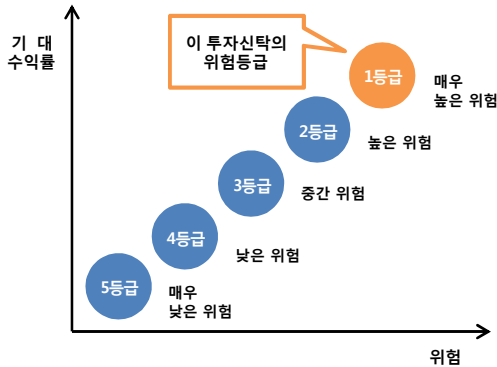 기 대
수익률
이 투자신탁의
위험등급
1등급
매우
높은 위험
2등급
높은 위험
3등급
중간 위험
4등급
낮은 위험
5등급
매우
낮은 위험
위험